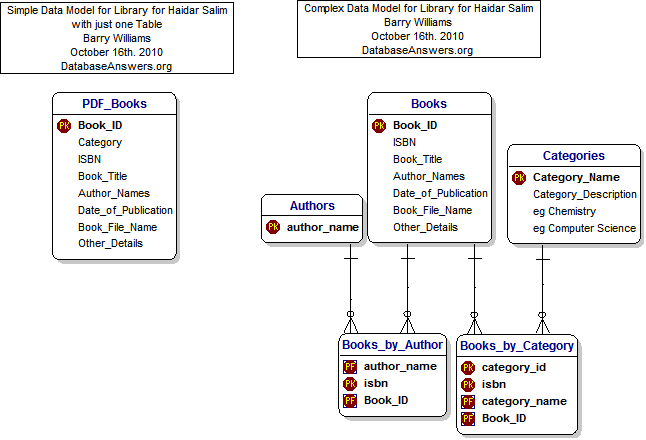 Simple Data Model for Library for Haidar Salim
with just one Table
Barry Williams
October 16th. 2010
DatabaseAnswers.org
Complex Data Model for Library for Haidar Salim
Barry Williams
October 16th. 2010
DatabaseAnswers.org
PDF_Books
PK Book_ID
Category
ISBN
Book_Title
Author_Names
Date_of_Publication
Book_File_Name
Other_Details
Authors
PK author_name
Books
PK Book_ID
ISBN
Book_Title
Author_Names
Date_of_Publication
Book_File_Name
Other_Details
Categories
PK Category_Name
Category_Description
eg Chemistry
eg Computer Science
Books_by_Author
PF author_name
PK isbn
PF Book_ID
Books_by_Category
PK category_id
PK isbn
PF category_name
PF Book_ID